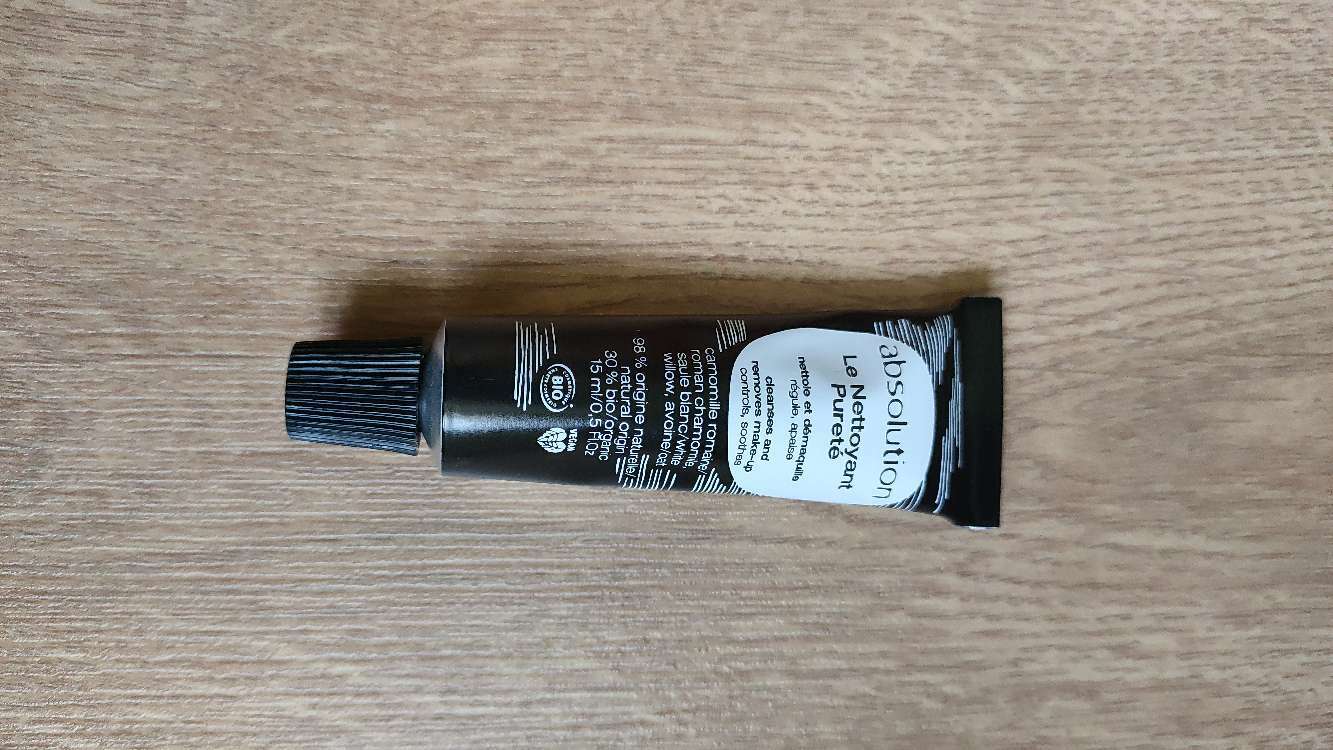 absolution
Le Nettoyant
Pureté
nettoie et démaquille
régule, apaise
cleanses and
removes make-up
controls, soothes
camomille romaine/
roman chamomile,
saule blanc/white
willow, avoine/oat
98 % origine naturelle/
natural origin
30 % bio/organic
15 ml/0,5 fl.oz
VEGAN
BIO